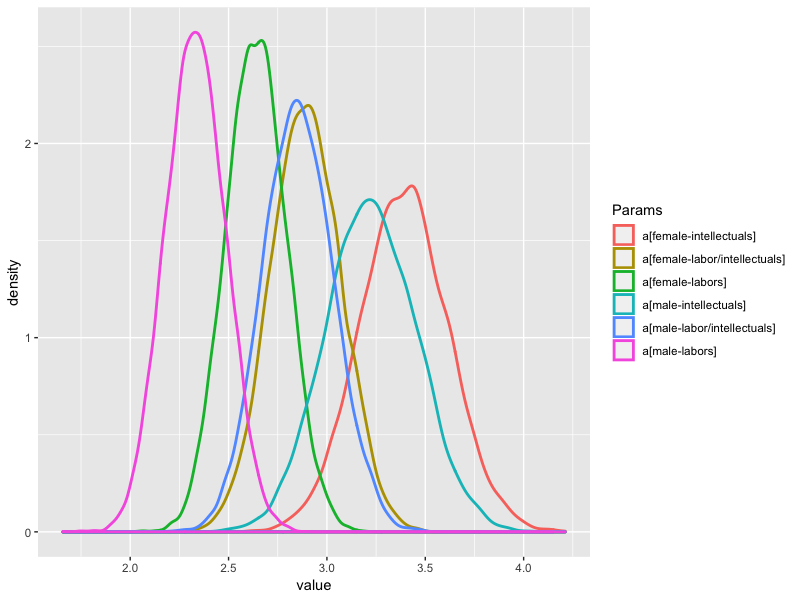 density
2
1
0
2.0 2.5 3.0 3.5 4.0
value
Params
a[female-intellectuals]
a[female-labor/intellectuals]
a[female-labors]
a[male-intellectuals]
a[male-labor/intellectuals]
a[male-labors]